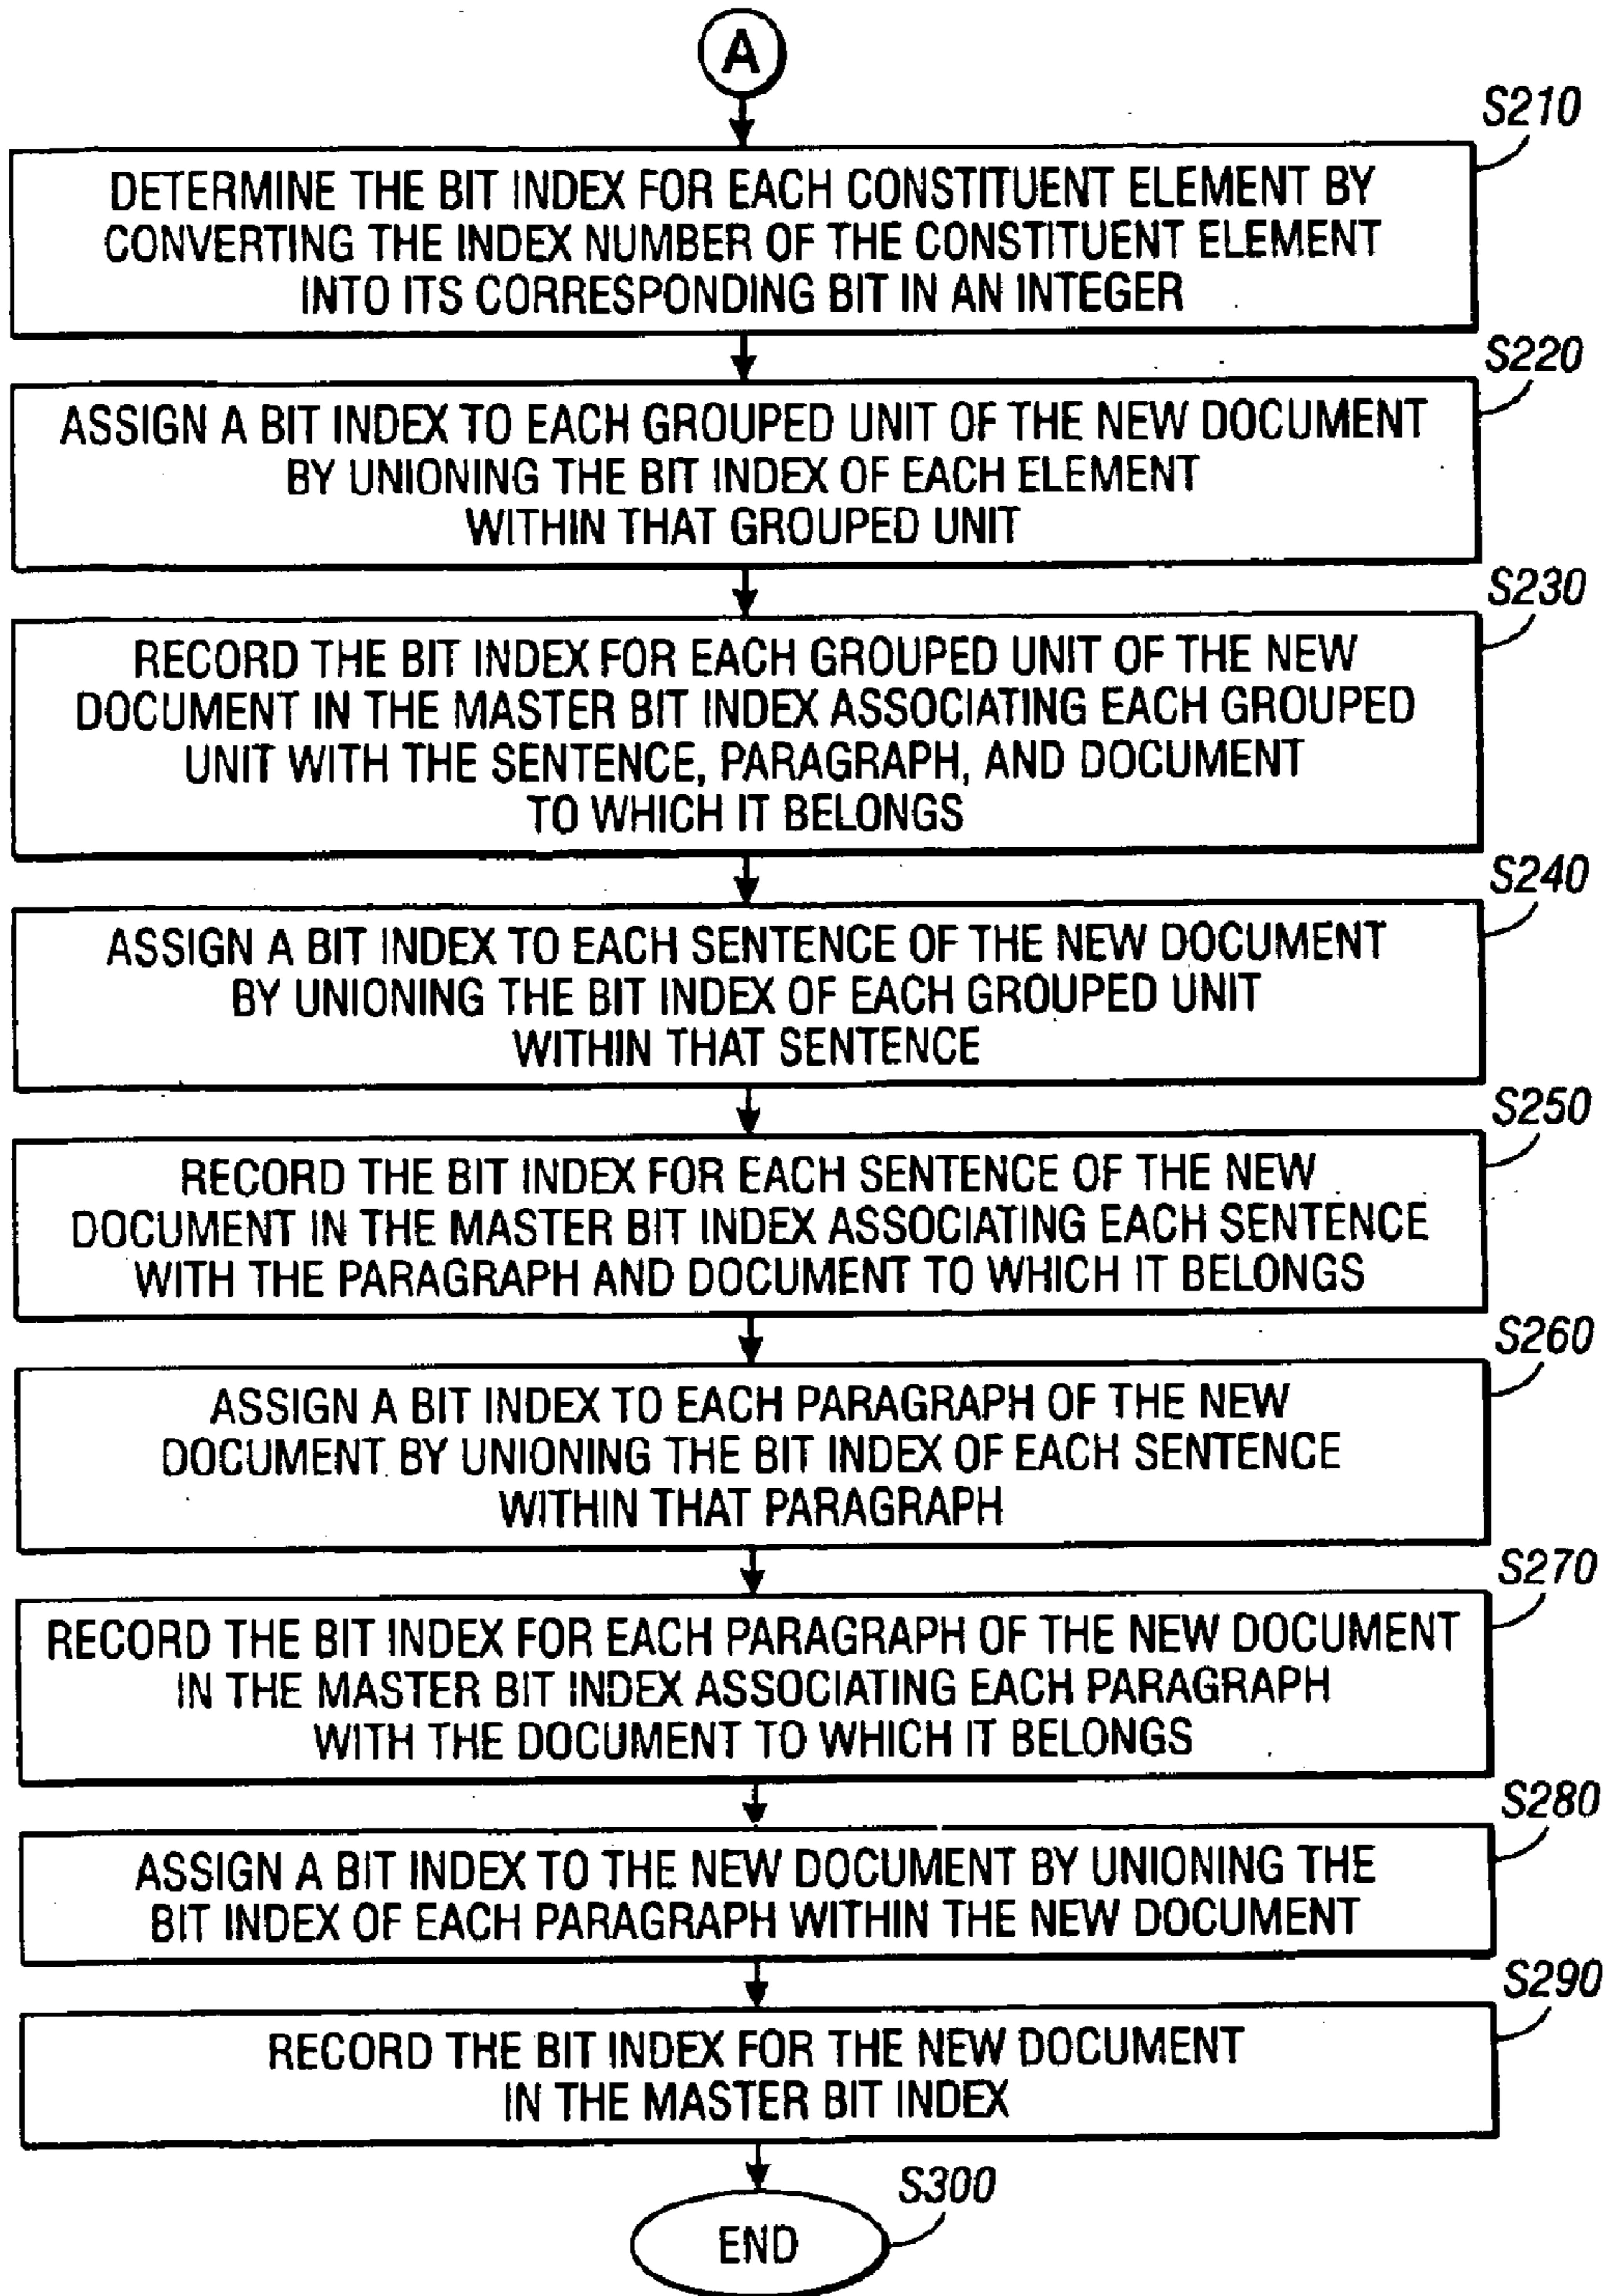 A
S210
DETERMINE THE BIT INDEX FOR EACH CONSTITUENT ELEMENT BY
CONVERTING THE INDEX NUMBER OF THE CONSTITUENT ELEMENT
INTO ITS CORRESPONDING BIT IN AN INTEGER
S220
ASSIGN A BIT INDEX TO EACH GROUPED UNIT OF THE NEW DOCUMENT
BY UNIONING THE BIT INDEX OF EACH ELEMENT
WITHIN THAT GROUPED UNIT
S230
RECORD THE BIT INDEX FOR EACH GROUPED UNIT OF THE NEW
DOCUMENT IN THE MASTER BIT INDEX ASSOCIATING EACH GROUPED
UNIT WITH THE SENTENCE, PARAGRAPH, AND DOCUMENT
TO WHICH IT BELONGS
S240
ASSIGN A BIT INDEX TO EACH SENTENCE OF THE NEW DOCUMENT
BY UNIONING THE BIT INDEX OF EACH GROUPED UNIT
WITHIN THAT SENTENCE
S250
RECORD THE BIT INDEX FOR EACH SENTENCE OF THE NEW
DOCUMENT IN THE MASTER BIT INDEX ASSOCIATING EACH SENTENCE
WITH THE PARAGRAPH AND DOCUMENT TO WHICH IT BELONGS
S260
ASSIGN A BIT INDEX TO EACH PARAGRAPH OF THE NEW
DOCUMENT BY UNIONING THE BIT INDEX OF EACH SENTENCE
WITHIN THAT PARAGRAPH
S270
RECORD THE BIT INDEX FOR EACH PARAGRAPH OF THE NEW DOCUMENT
IN THE MASTER BIT INDEX ASSOCIATING EACH PARAGRAPH
WITH THE DOCUMENT TO WHICH IT BELONGS
S280
ASSIGN A BIT INDEX TO THE NEW DOCUMENT BY UNIONING THE
BIT INDEX OF EACH PARAGRAPH WITHIN THE NEW DOCUMENT
S290
RECORD THE BIT INDEX FOR THE NEW DOCUMENT
IN THE MASTER BIT INDEX
S300
END